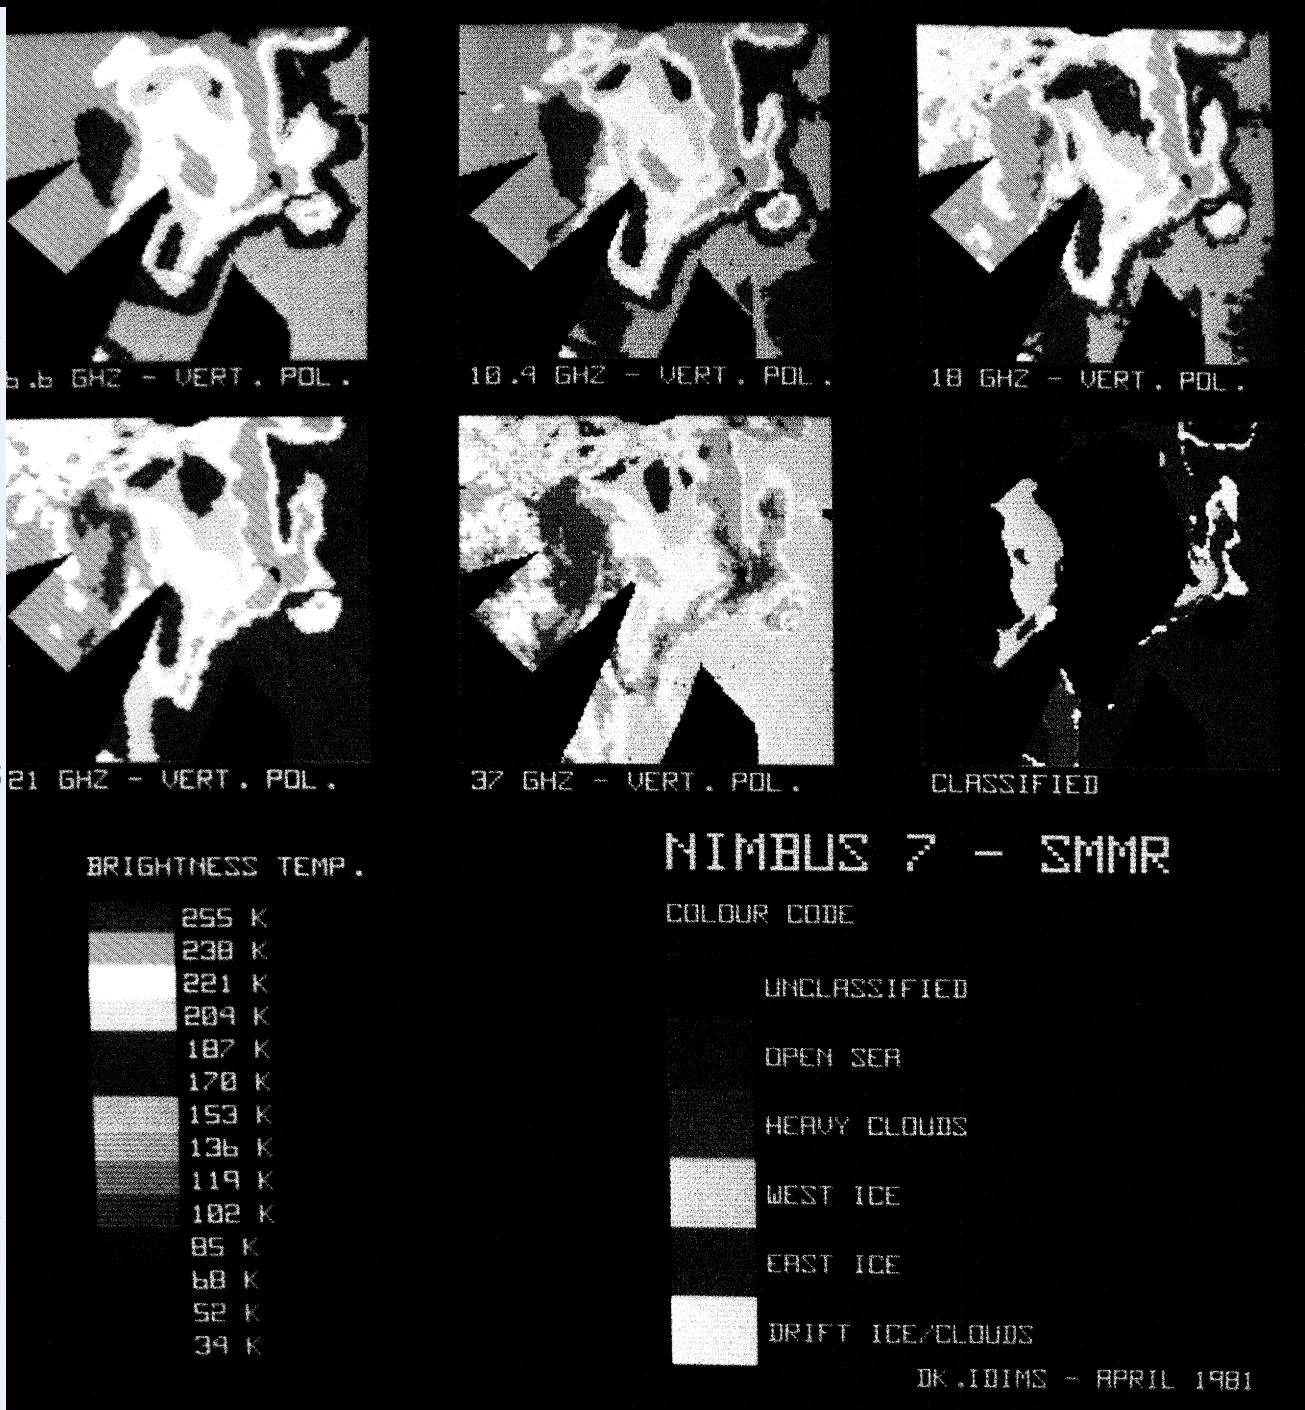 6.6 GHZ - VERT. POL.
10.4 GHZ - VERT. POL.
18 GHZ - VERT. POL.
21 GHZ - VERT. POL.
37 GHZ - VERT. POL.
CLASSIFIED
NIMBUS 7 - SMMR
BRIGHTNESS TEMP.
255 K
238 K
221 K
204 K
187 K
170 K
153 K
136 K
119 K
102 K
85 K
68 K
52 K
34 K
COLOUR CODE
UNCLASSIFIED
OPEN SEA
HEAVY CLOUDS
WEST ICE
EAST ICE
DRIFT ICE/CLOUDS
DK.IDIMS - APRIL 1981